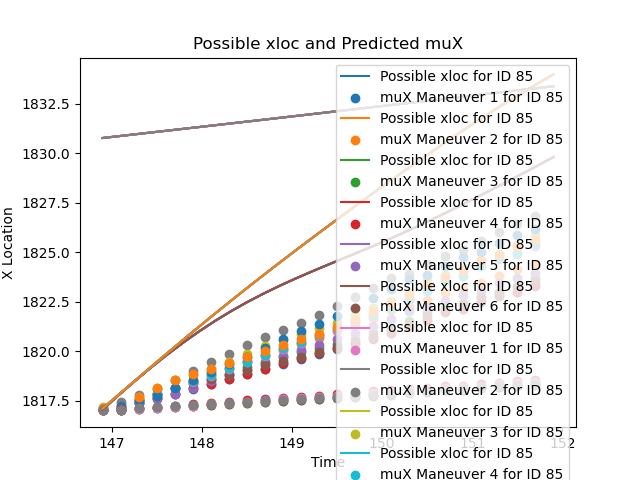 Possible xloc and Predicted muX
1832.5
1830.0
1827.5
1825.0
1822.5
1820.0
1817.5
X Location
147
148
149
150
151
152
Time
Possible xloc for ID 85
muX Maneuver 1 for ID 85
Possible xloc for ID 85
muX Maneuver 2 for ID 85
Possible xloc for ID 85
muX Maneuver 3 for ID 85
Possible xloc for ID 85
muX Maneuver 4 for ID 85
Possible xloc for ID 85
muX Maneuver 5 for ID 85
Possible xloc for ID 85
muX Maneuver 6 for ID 85
Possible xloc for ID 85
muX Maneuver 1 for ID 85
Possible xloc for ID 85
muX Maneuver 2 for ID 85
Possible xloc for ID 85
muX Maneuver 3 for ID 85
Possible xloc for ID 85
muX Maneuver 4 for ID 85